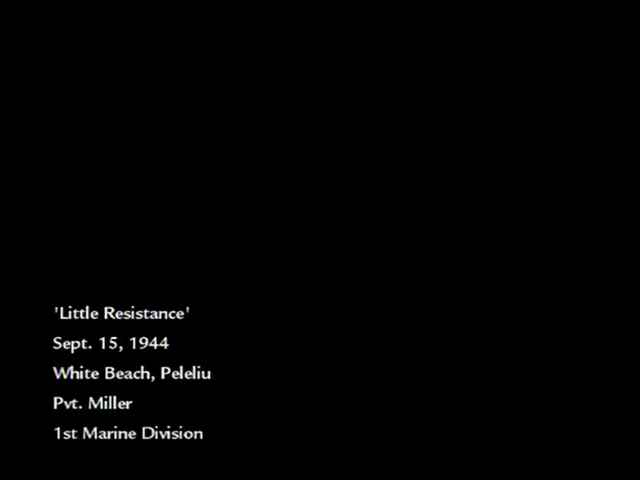 'Little Resistance'
Sept. 15, 1944
White Beach, Peleliu
Pvt. Miller
1st Marine Division